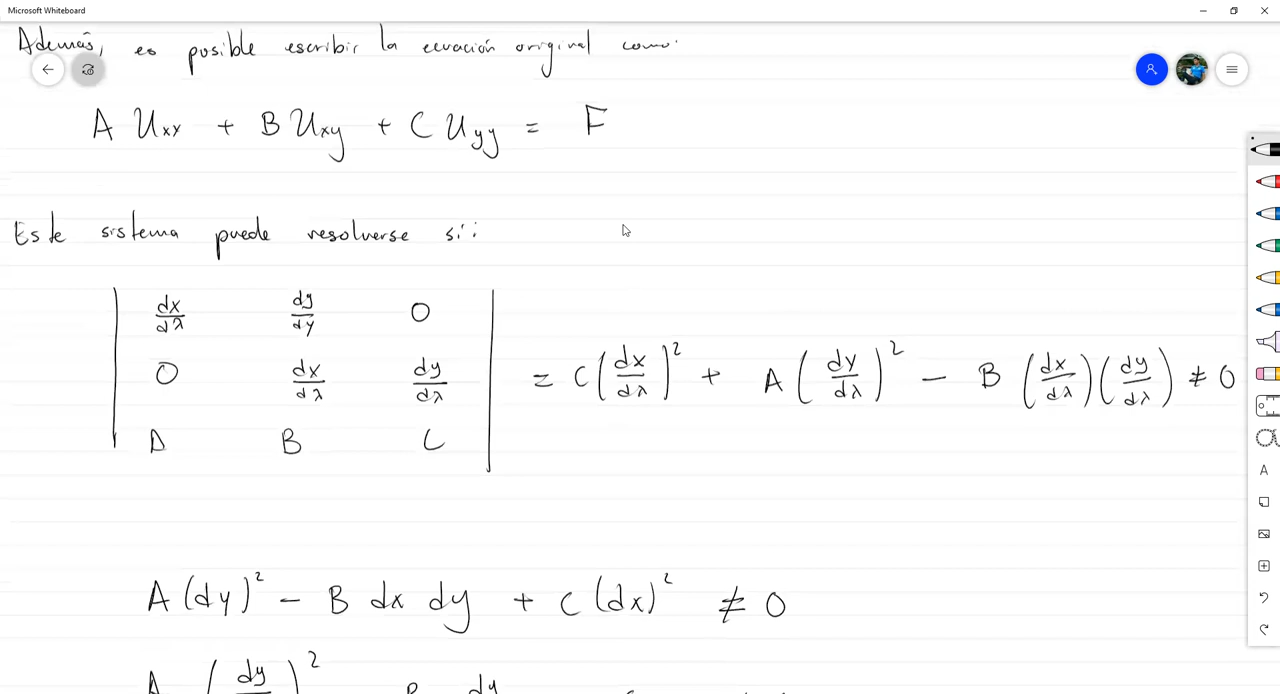 Microsoft Whiteboard
Además, es posible escribir la ecuación original como:
A Uxx + B Uxy + C Uyy = F
Este sistema puede resolverse si:
| dx/dλ dy/dy 0 |
| 0 dx/dλ dy/dλ | = C (dx/dλ)² + A (dy/dλ)² - B (dx/dλ)(dy/dλ) ≠ 0
| A B C |
A (dy)² - B dx dy + C (dx)² ≠ 0
A